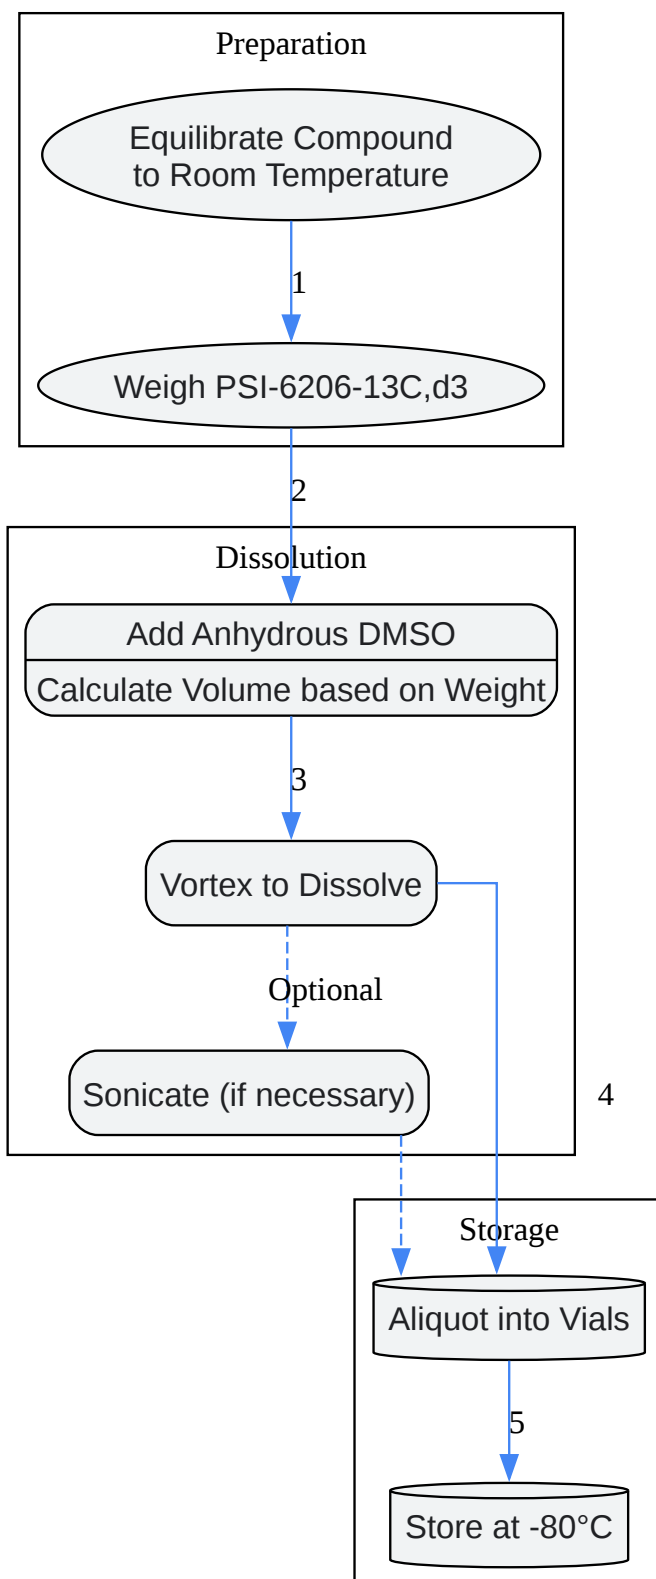 Preparation
Equilibrate Compound
to Room Temperature
1
Weigh PSI-6206-13C,d3
2
Dissolution
Add Anhydrous DMSO
Calculate Volume based on Weight
3
Vortex to Dissolve
Optional
Sonicate (if necessary)
4
Storage
Aliquot into Vials
5
Store at -80°C